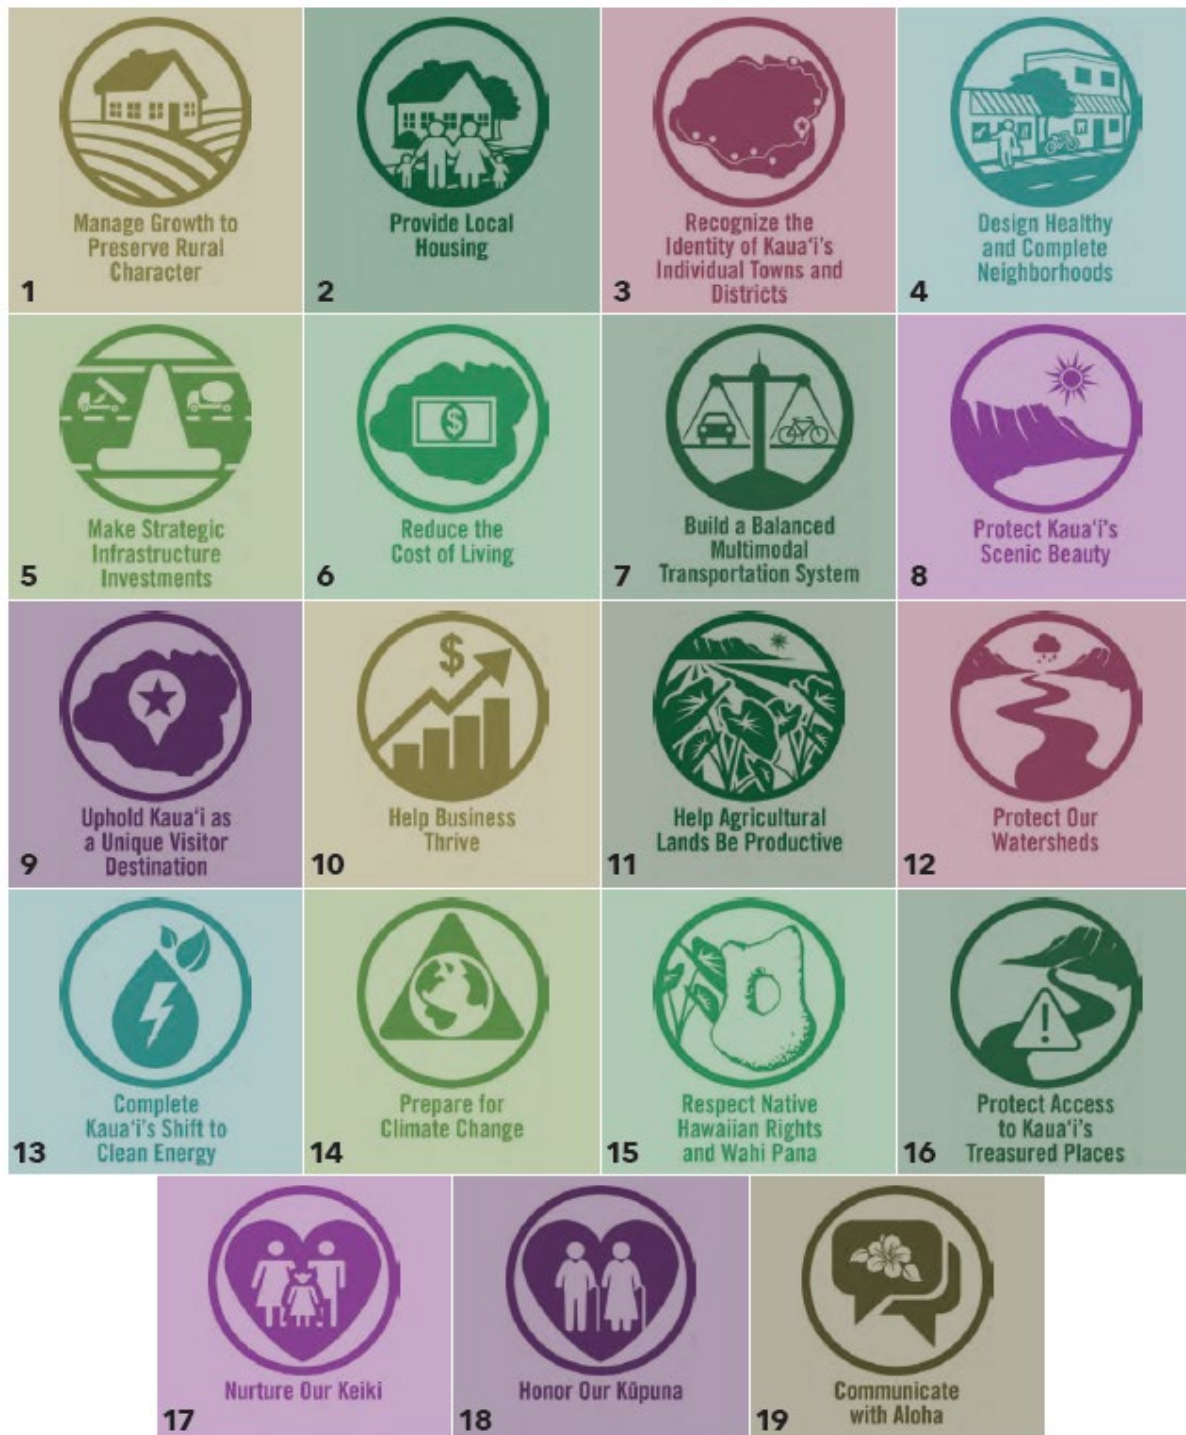 Manage Growth to
Preserve Rural
Character
1
Provide Local
Housing
2
Recognize the
Identity of Kauaʻi’s
Individual Towns and
Districts
3
Design Healthy
and Complete
Neighborhoods
4
Make Strategic
Infrastructure
Investments
5
$
Reduce the
Cost of Living
6
Build a Balanced
Multimodal
Transportation System
7
Protect Kauaʻi’s
Scenic Beauty
8
Uphold Kauaʻi as
a Unique Visitor
Destination
9
$
Help Business
Thrive
10
Help Agricultural
Lands Be Productive
11
Protect Our
Watersheds
12
Complete
Kauaʻi’s Shift to
Clean Energy
13
Prepare for
Climate Change
14
Respect Native
Hawaiian Rights
and Wahi Pana
15
!
Protect Access
to Kauaʻi’s
Treasured Places
16
Nurture Our Keiki
17
Honor Our Kūpuna
18
Communicate
with Aloha
19